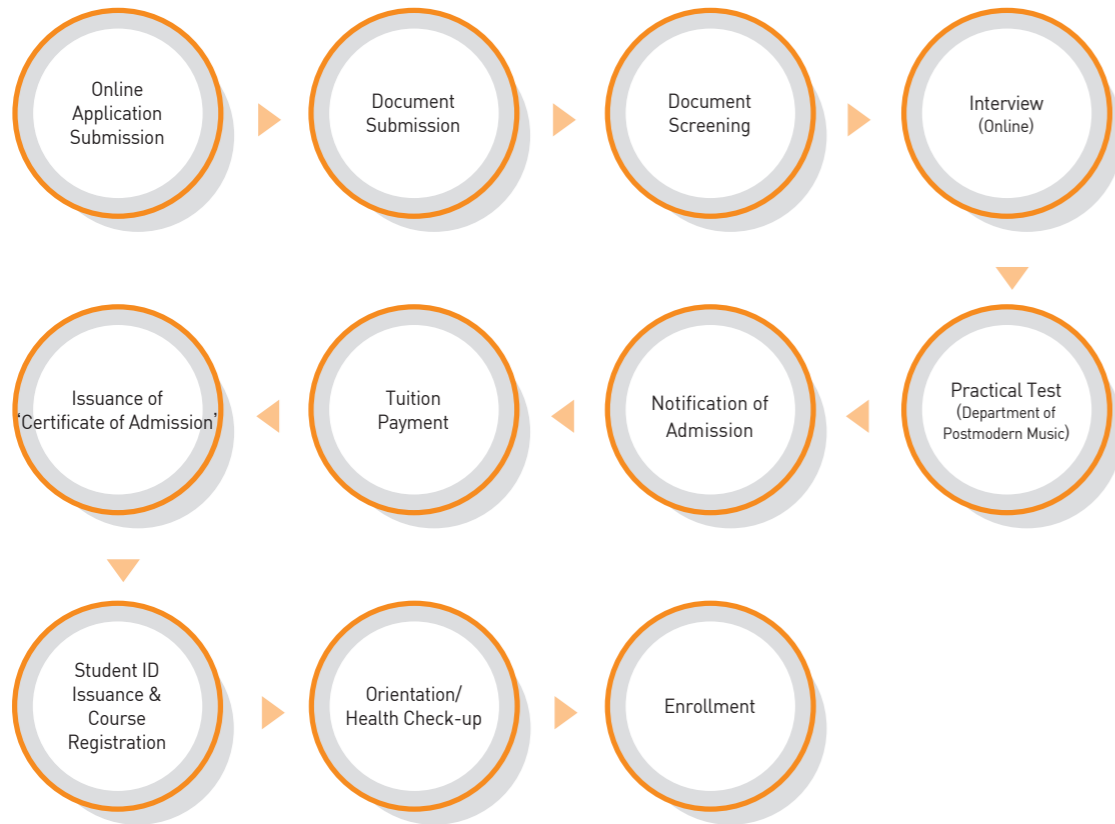 Online
Application
Submission
Document
Submission
Document
Screening
Interview
(Online)
Practical Test
(Department of
Postmodern Music)
Notification of
Admission
Tuition
Payment
Issuance of
‘Certificate of Admission’
Student ID
Issuance &
Course
Registration
Orientation/
Health Check-up
Enrollment